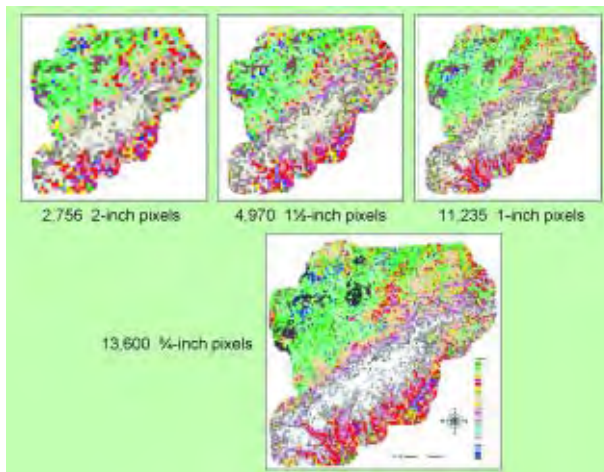 2,756 2-inch pixels
4,970 1½-inch pixels
11,235 1-inch pixels
13,600 ¾-inch pixels